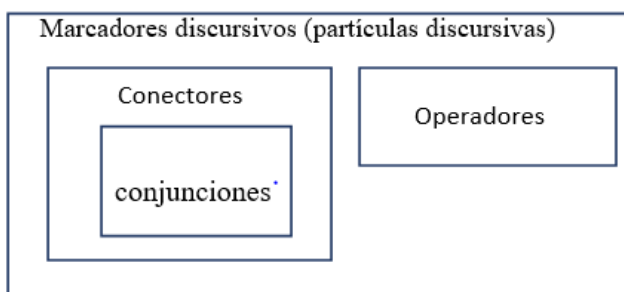 Marcadores discursivos (partículas discursivas)
Conectores
Operadores
conjunciones